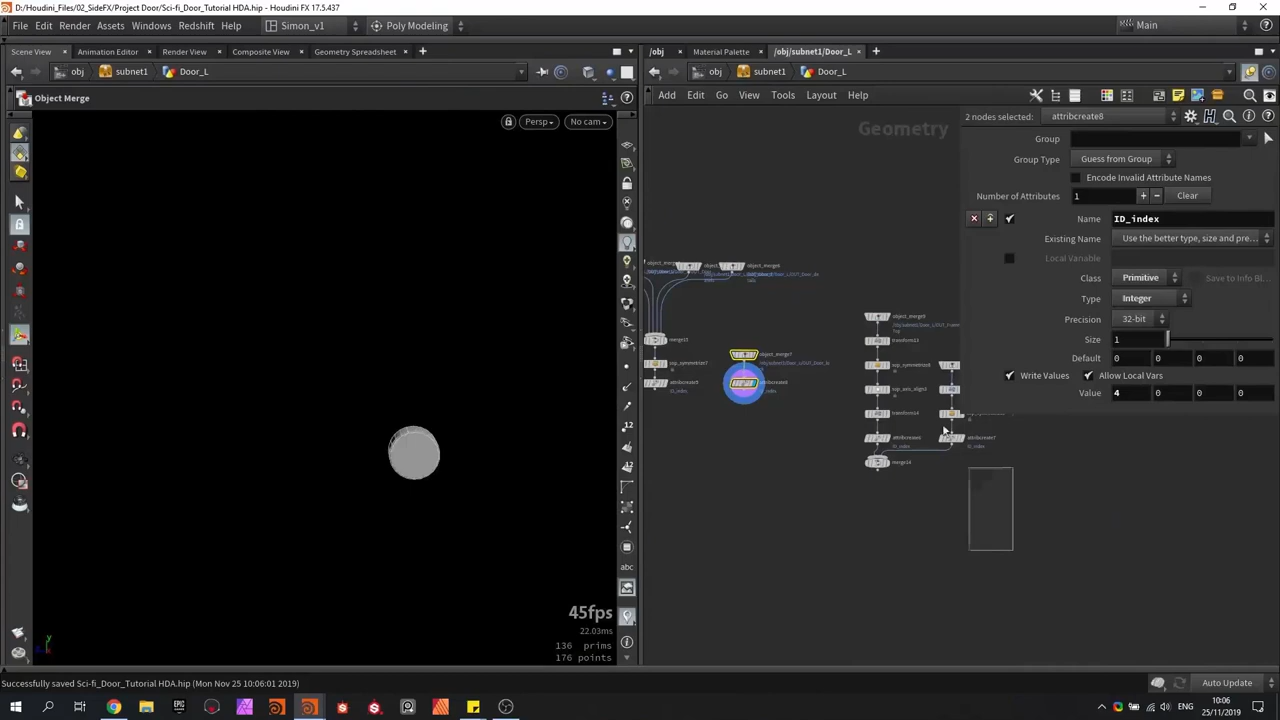 D:/Houdini_Files/02_SideFX/Project Door/Sci-fi_Door_Tutorial HDA.hip - Houdini FX 17.5.437
File Edit Render Assets Windows Redshift Help Simon_v1 Poly Modeling Main
Scene View Animation Editor Render View Composite View Geometry Spreadsheet
/obj Material Palette /obj/subnet1/Door_L
obj subnet1 Door_L
obj subnet1 Door_L
Object Merge
Add Edit Go View Tools Layout Help
Persp No cam
Geometry
2 nodes selected: attribcreate8
Group
Group Type Guess from Group
Encode Invalid Attribute Names
Number of Attributes 1 Clear
Name ID_index
Existing Name Use the better type, size and pre...
Local Variable
Class Primitive Save to Info Bl...
Type Integer
Precision 32-bit
Size 1
Default 0 0 0 0
Write Values Allow Local Vars
Value 4 0 0 0
object_merge7
transform14
merge15
ID_index
abc
45fps
22.03ms
136 prims
176 points
Successfully saved Sci-fi_Door_Tutorial HDA.hip (Mon Nov 25 10:06:01 2019)
Auto Update
ENG
10:06
25/11/2019